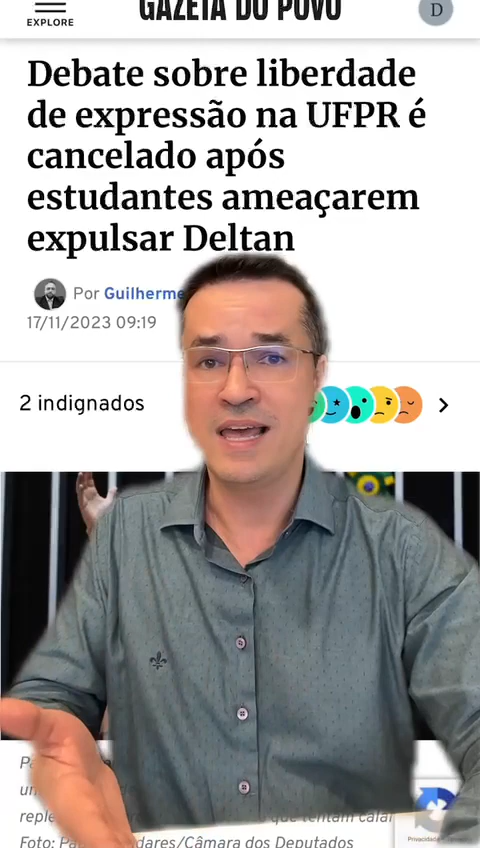 GAZETA DO POVO
EXPLORE
D
Debate sobre liberdade
de expressão na UFPR é
cancelado após
estudantes ameaçarem
expulsar Deltan
Por Guilherme
17/11/2023 09:19
2 indignados
que tentam calar
Foto: dares/Câmara dos Deputados